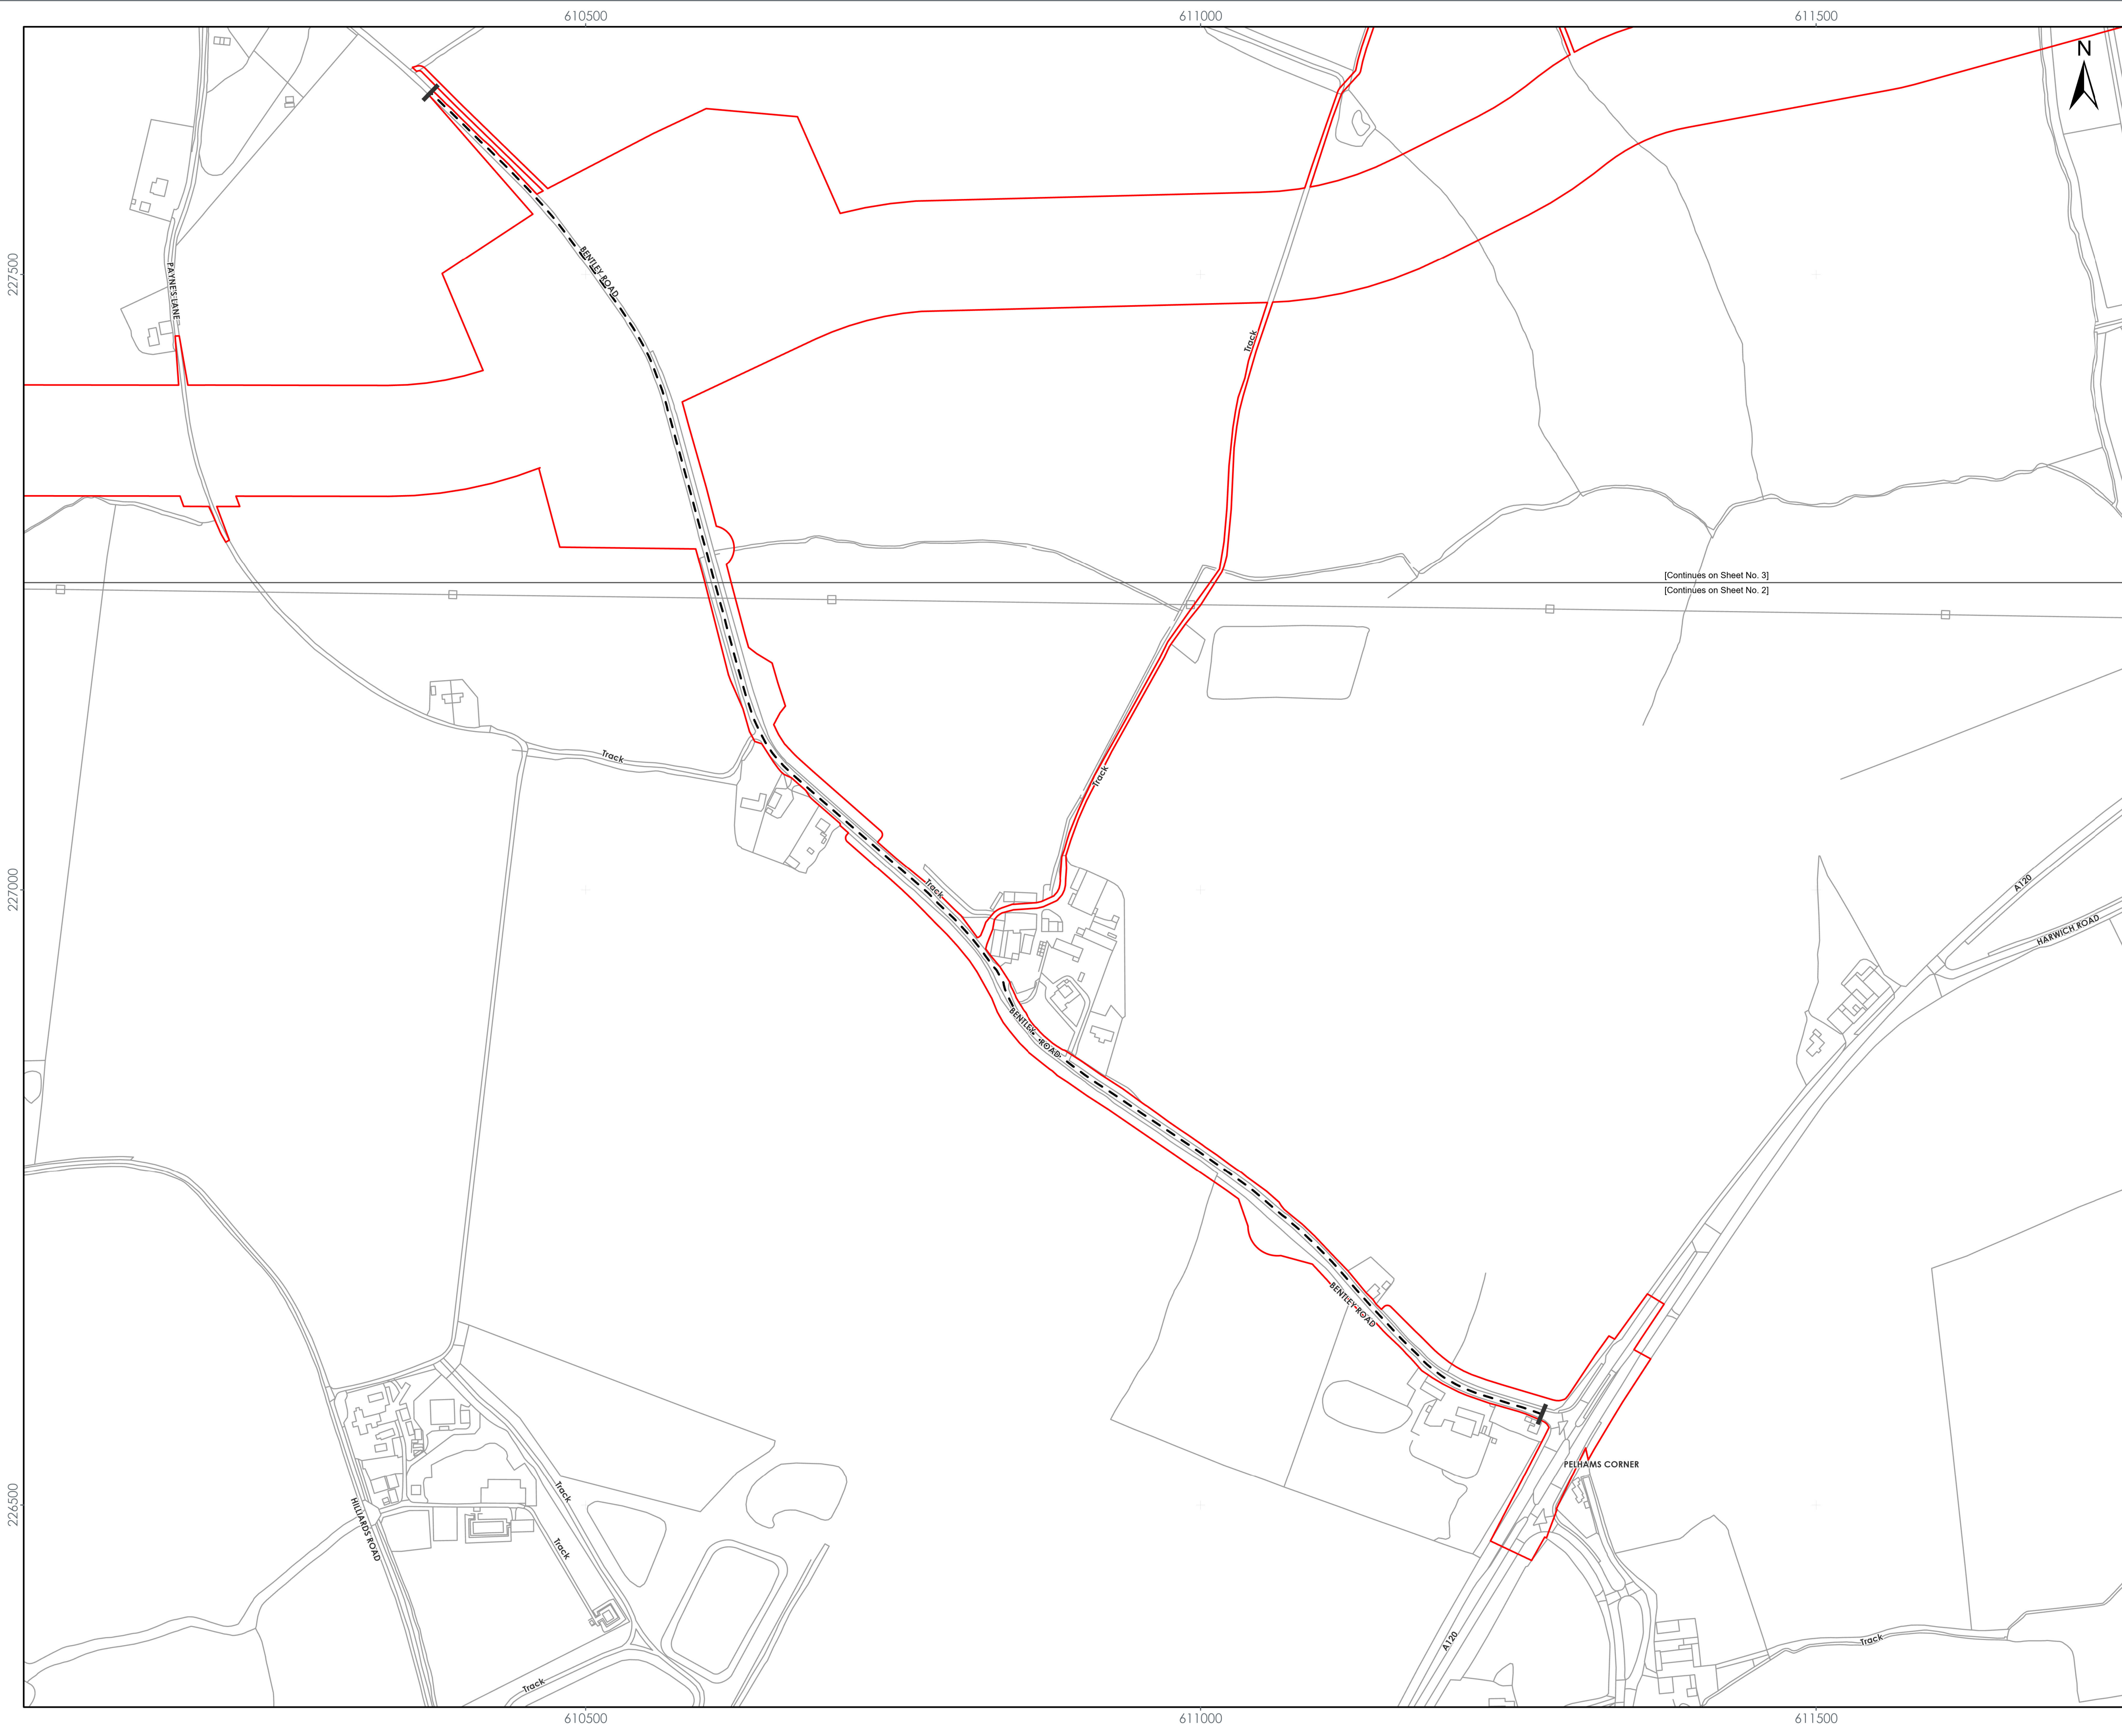 610500
611000
611500
N
BENTLEY ROAD
227500
PAYNE'S LANE
Track
[Continues on Sheet No. 3]
[Continues on Sheet No. 2]
Track
Track
227000
Track
A120
HARWICH ROAD
BENTLEY
ROAD
BENTLEY ROAD
PELHAMS CORNER
226500
HILLIARDS ROAD
Track
Track
A120
Track
Track
610500
611000
611500